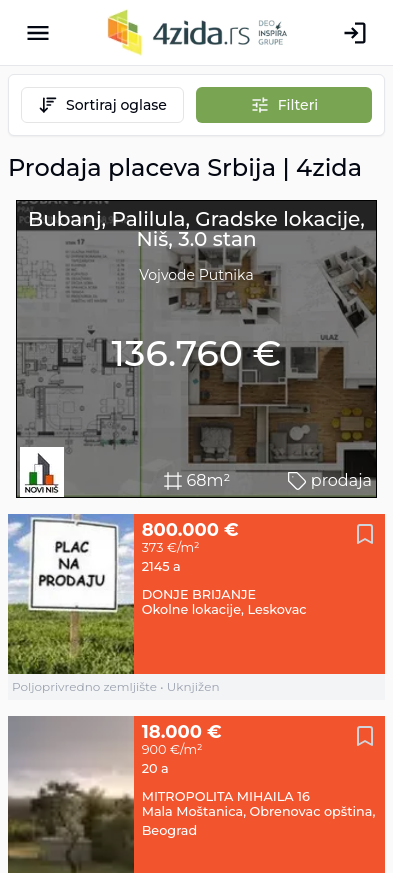 4zida.rs
DEO
INSPIRA
GRUPE
Sortiraj oglase
Filteri
Prodaja placeva Srbija | 4zida
Bubanj, Palilula, Gradske lokacije,
Niš, 3.0 stan
Vojvode Putnika
ULAZ
136.760 €
NOVI NIŠ
68m²
prodaja
PLAC
NA
PRODAJU
800.000 €
373 €/m²
2145 a
DONJE BRIJANJE
Okolne lokacije, Leskovac
Poljoprivredno zemljište • Uknjižen
18.000 €
900 €/m²
20 a
MITROPOLITA MIHAILA 16
Mala Moštanica, Obrenovac opština,
Beograd